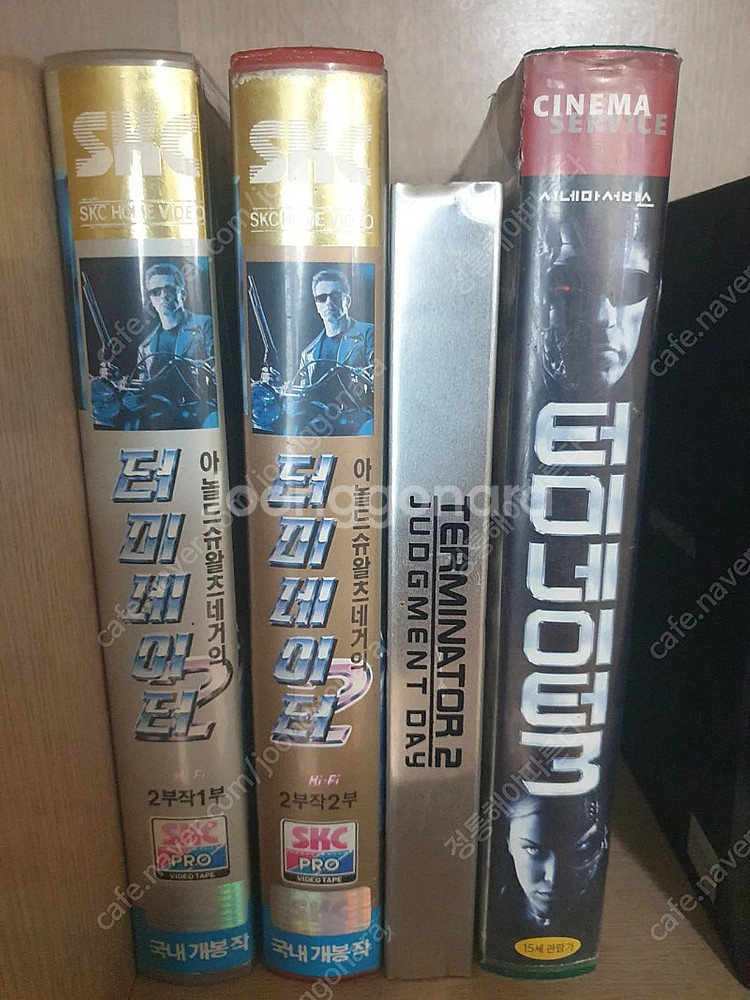 SKC
SKC HOME VIDEO
아놀드슈왈츠네거의
터미네이터2
Hi-Fi
2부작1부
SKC
PRO
VIDEO TAPE
국내개봉작
SKC
SKC HOME VIDEO
아놀드슈왈츠네거의
터미네이터2
Hi-Fi
2부작2부
SKC
PRO
VIDEO TAPE
SKC
국내개봉작
TERMINATOR 2
JUDGMENT DAY
CINEMA
SERVICE
시네마서비스
터미네이터3
15세 관람가
joonggonara